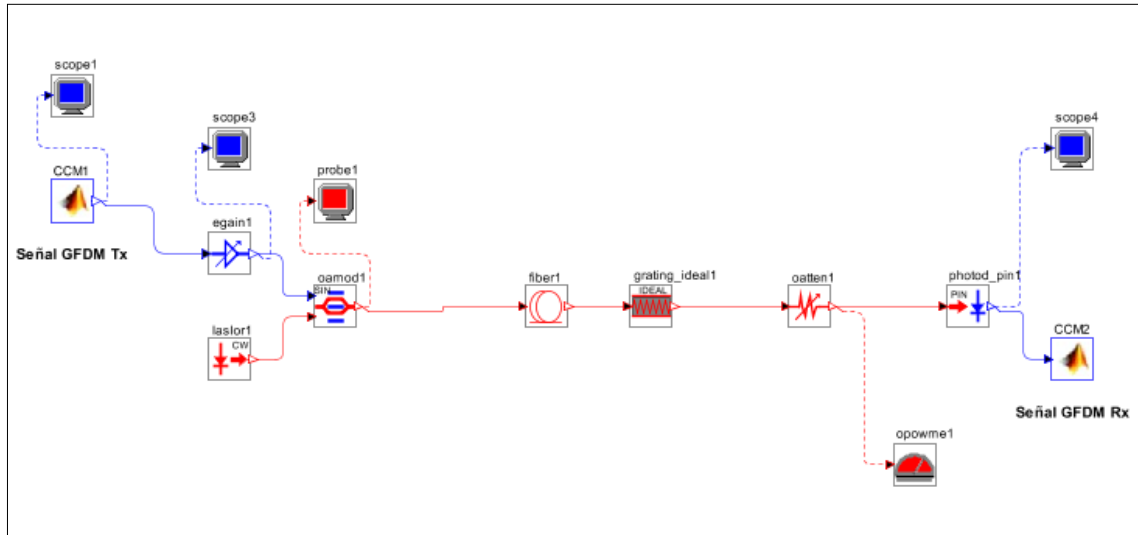 scope1
scope3
scope4
CCM1
probe1
Señal GFDM Tx
egain1
oamod1
SIN
fiber1
grating_ideal1
IDEAL
oatten1
photod_pin1
PIN
laslor1
CW
CCM2
Señal GFDM Rx
opowme1